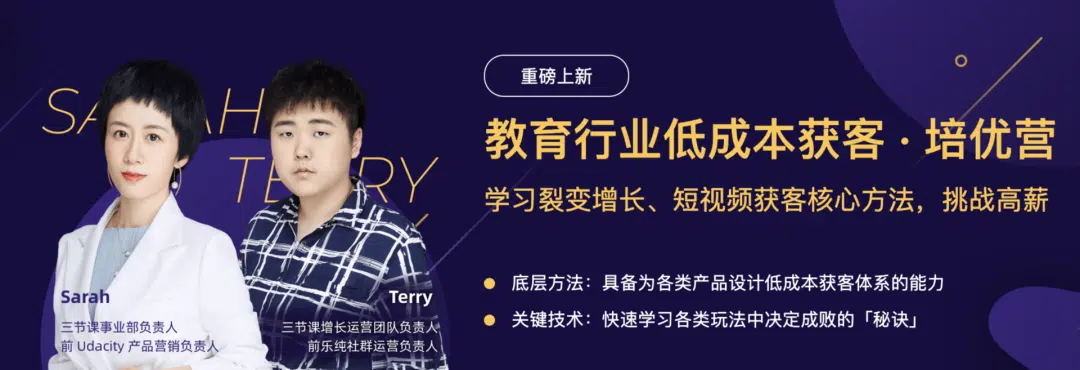 SARAH
TERRY
Sarah
三节课事业部负责人
前 Udacity 产品营销负责人
Terry
三节课增长运营团队负责人
前乐纯社群运营负责人
重磅上新
教育行业低成本获客 · 培优营
学习裂变增长、短视频获客核心方法，挑战高薪
底层方法：具备为各类产品设计低成本获客体系的能力
关键技术：快速学习各类玩法中决定成败的「秘诀」